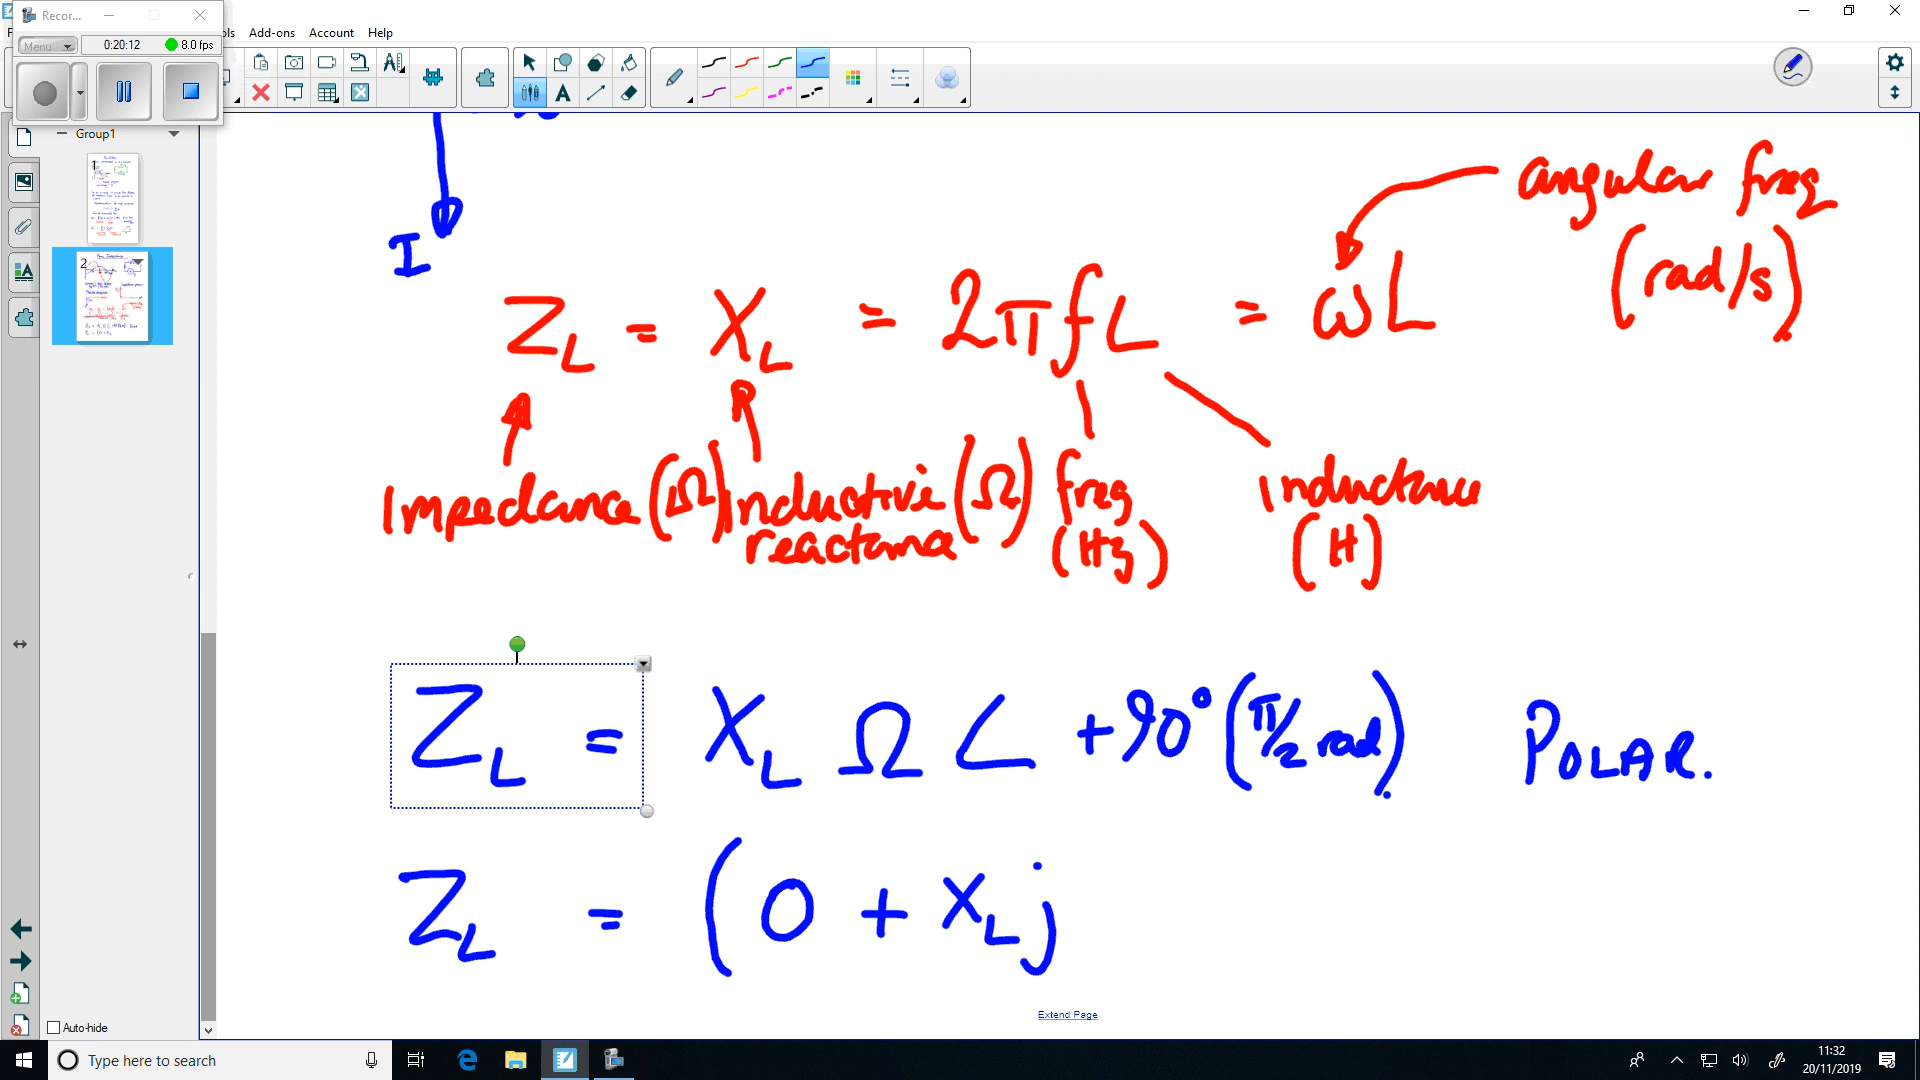 Recor...
Menu
0:20:12
8.0 fps
Add-ons Account Help
Group1
1
2
I
angular freq
(rad/s)
Z_L = X_L = 2πfL = ωL
Impedance (Ω) Inductive (Ω) freq Inductance
reactance (Hz) (H)
Z_L = X_L Ω ∠ +90° (π/2 rad) POLAR.
Z_L = (0 + X_L j
Extend Page
Auto-hide
Type here to search
11:32
20/11/2019